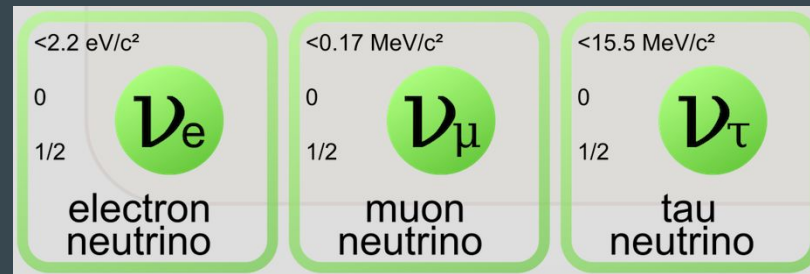 <2.2 eV/c²
0
1/2
νe
electron
neutrino
<0.17 MeV/c²
0
1/2
νμ
muon
neutrino
<15.5 MeV/c²
0
1/2
ντ
tau
neutrino